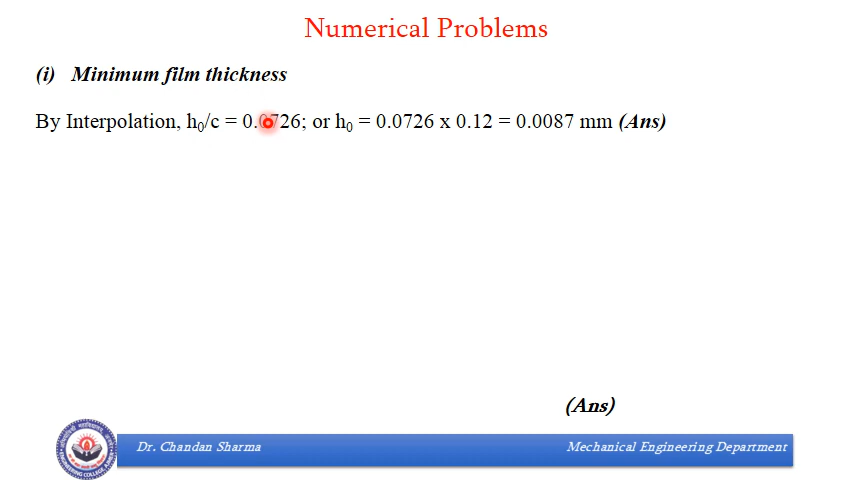 Numerical Problems
(i) Minimum film thickness
By Interpolation, h₀/c = 0.0726; or h₀ = 0.0726 x 0.12 = 0.0087 mm (Ans)
(Ans)
Dr. Chandan Sharma
Mechanical Engineering Department